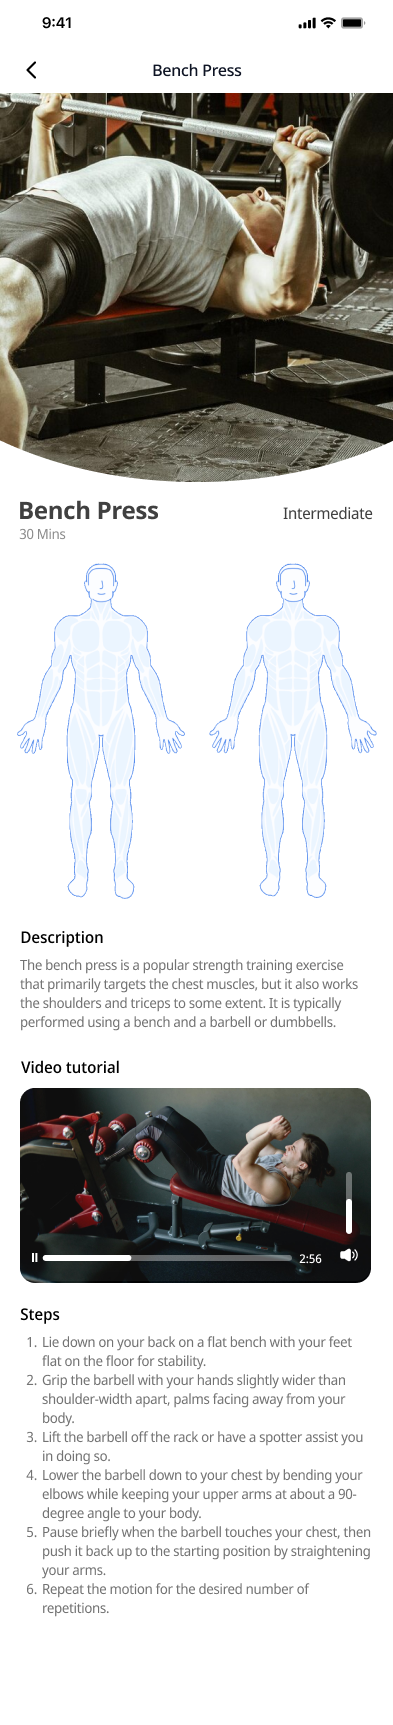 9:41
Bench Press
Bench Press
Intermediate
30 Mins
Description
The bench press is a popular strength training exercise
that primarily targets the chest muscles, but it also works
the shoulders and triceps to some extent. It is typically
performed using a bench and a barbell or dumbbells.
Video tutorial
2:56
Steps
1. Lie down on your back on a flat bench with your feet
flat on the floor for stability.
2. Grip the barbell with your hands slightly wider than
shoulder-width apart, palms facing away from your
body.
3. Lift the barbell off the rack or have a spotter assist you
in doing so.
4. Lower the barbell down to your chest by bending your
elbows while keeping your upper arms at about a 90-
degree angle to your body.
5. Pause briefly when the barbell touches your chest, then
push it back up to the starting position by straightening
your arms.
6. Repeat the motion for the desired number of
repetitions.